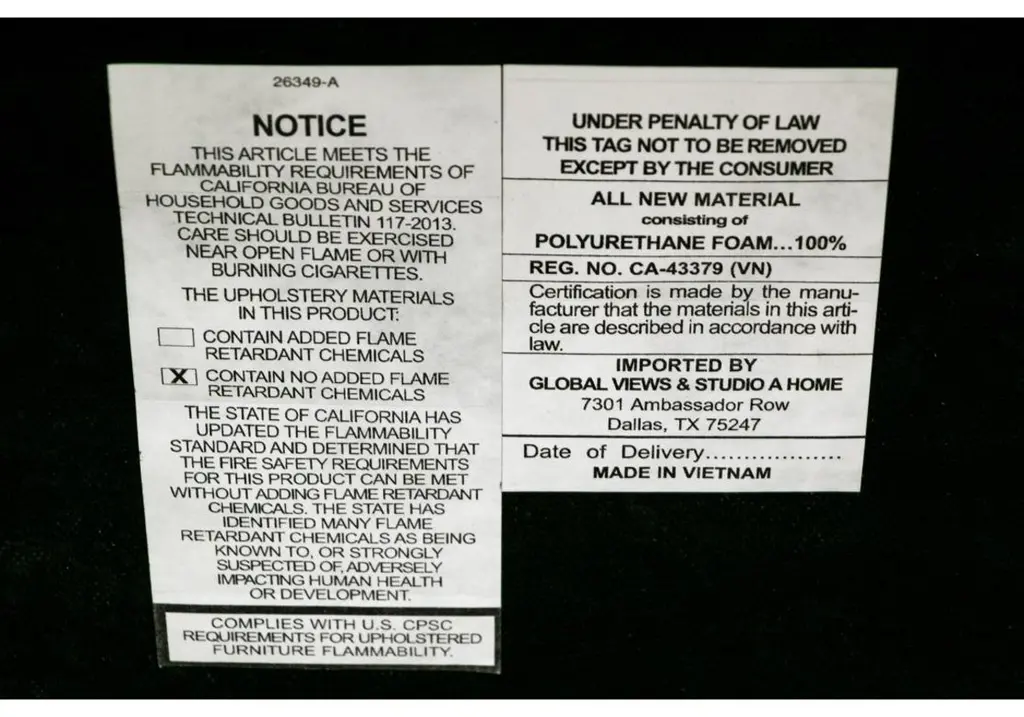 26349-A
NOTICE
THIS ARTICLE MEETS THE
FLAMMABILITY REQUIREMENTS OF
CALIFORNIA BUREAU OF
HOUSEHOLD GOODS AND SERVICES
TECHNICAL BULLETIN 117-2013.
CARE SHOULD BE EXERCISED
NEAR OPEN FLAME OR WITH
BURNING CIGARETTES.
THE UPHOLSTERY MATERIALS
IN THIS PRODUCT:
CONTAIN ADDED FLAME
RETARDANT CHEMICALS
X CONTAIN NO ADDED FLAME
RETARDANT CHEMICALS
THE STATE OF CALIFORNIA HAS
UPDATED THE FLAMMABILITY
STANDARD AND DETERMINED THAT
THE FIRE SAFETY REQUIREMENTS
FOR THIS PRODUCT CAN BE MET
WITHOUT ADDING FLAME RETARDANT
CHEMICALS. THE STATE HAS
IDENTIFIED MANY FLAME
RETARDANT CHEMICALS AS BEING
KNOWN TO, OR STRONGLY
SUSPECTED OF, ADVERSELY
IMPACTING HUMAN HEALTH
OR DEVELOPMENT.
COMPLIES WITH U.S. CPSC
REQUIREMENTS FOR UPHOLSTERED
FURNITURE FLAMMABILITY.
UNDER PENALTY OF LAW
THIS TAG NOT TO BE REMOVED
EXCEPT BY THE CONSUMER
ALL NEW MATERIAL
consisting of
POLYURETHANE FOAM...100%
REG. NO. CA-43379 (VN)
Certification is made by the manu-
facturer that the materials in this arti-
cle are described in accordance with
law.
IMPORTED BY
GLOBAL VIEWS & STUDIO A HOME
7301 Ambassador Row
Dallas, TX 75247
Date of Delivery..................
MADE IN VIETNAM